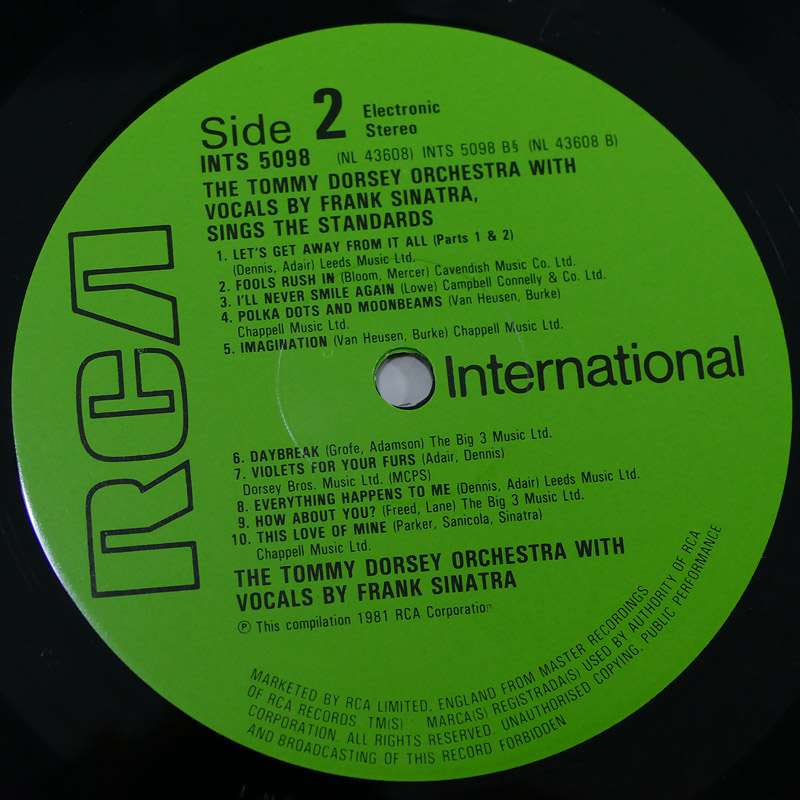 Side 2 Electronic
Stereo
INTS 5098 (NL 43608) INTS 5098 B§ (NL 43608 B)
THE TOMMY DORSEY ORCHESTRA WITH
VOCALS BY FRANK SINATRA,
SINGS THE STANDARDS
1. LET'S GET AWAY FROM IT ALL (Parts 1 & 2)
(Dennis, Adair) Leeds Music Ltd.
2. FOOLS RUSH IN (Bloom, Mercer) Cavendish Music Co. Ltd.
3. I'LL NEVER SMILE AGAIN (Lowe) Campbell Connelly & Co. Ltd.
4. POLKA DOTS AND MOONBEAMS (Van Heusen, Burke)
Chappell Music Ltd.
5. IMAGINATION (Van Heusen, Burke) Chappell Music Ltd.
RCA
International
6. DAYBREAK (Grofe, Adamson) The Big 3 Music Ltd.
7. VIOLETS FOR YOUR FURS (Adair, Dennis)
Dorsey Bros. Music Ltd. (MCPS)
8. EVERYTHING HAPPENS TO ME (Dennis, Adair) Leeds Music Ltd.
9. HOW ABOUT YOU? (Freed, Lane) The Big 3 Music Ltd.
10. THIS LOVE OF MINE (Parker, Sanicola, Sinatra)
Chappell Music Ltd.
THE TOMMY DORSEY ORCHESTRA WITH
VOCALS BY FRANK SINATRA
℗ This compilation 1981 RCA Corporation
MARKETED BY RCA LIMITED, ENGLAND FROM MASTER RECORDINGS
OF RCA RECORDS. TM(S) MARCA(S) REGISTRADA(S) USED BY AUTHORITY OF RCA
CORPORATION. ALL RIGHTS RESERVED. UNAUTHORISED COPYING, PUBLIC PERFORMANCE
AND BROADCASTING OF THIS RECORD FORBIDDEN